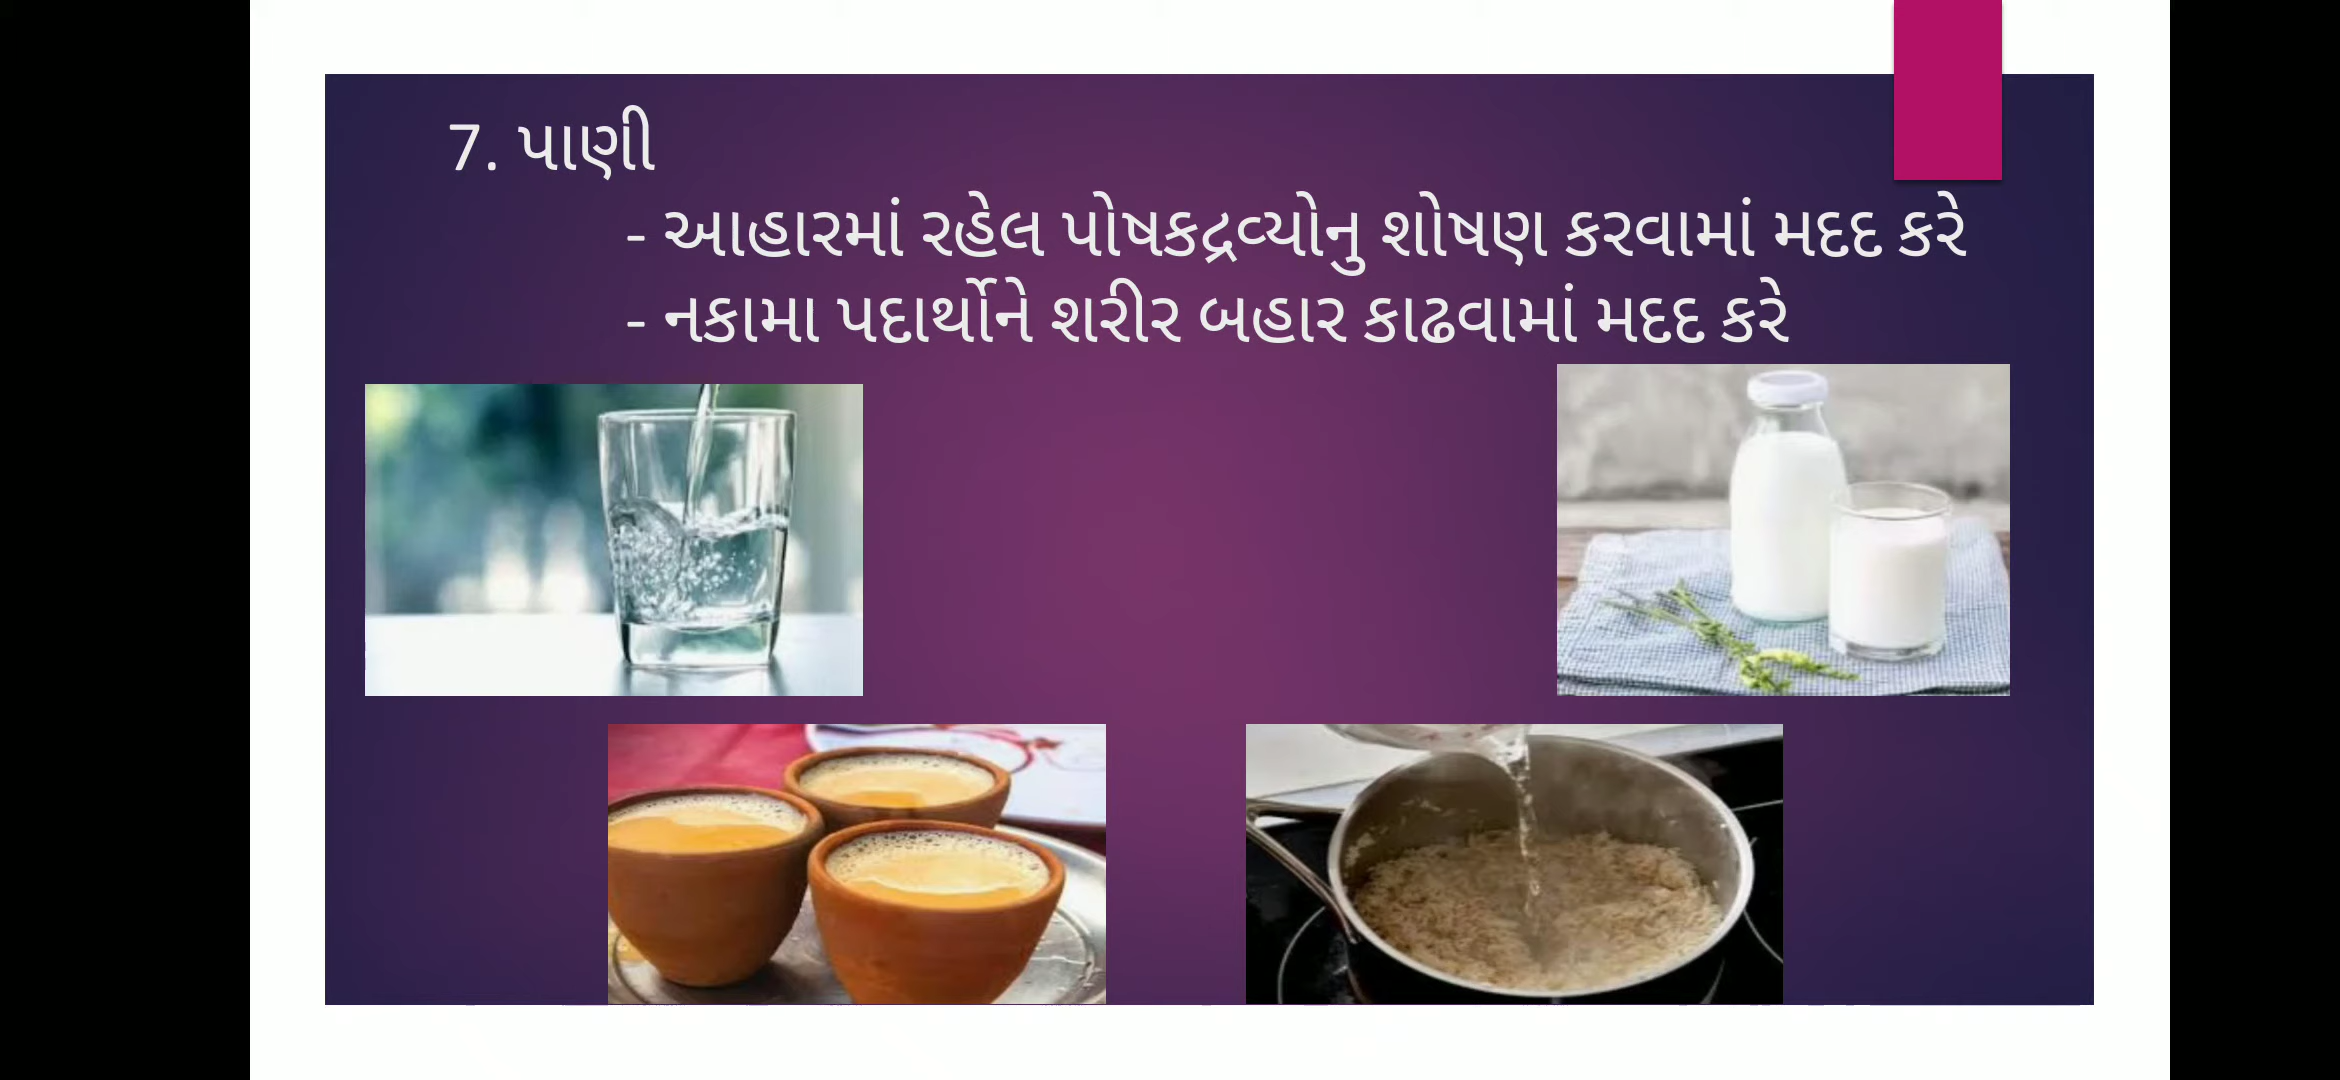 7. પાણી
- આહારમાં રહેલ પોષકદ્રવ્યોનુ શોષણ કરવામાં મદદ કરે
- નકામા પદાર્થોને શરીર બહાર કાઢવામાં મદદ કરે